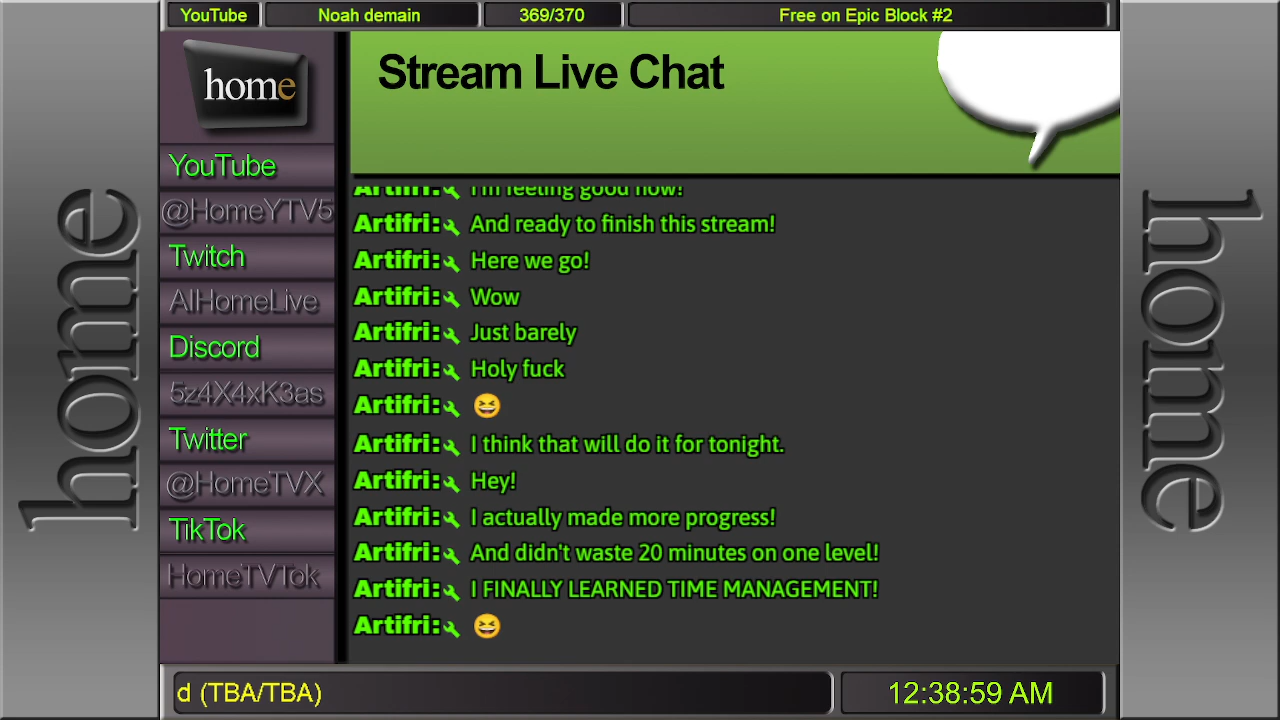 YouTube
Noah demain
369/370
Free on Epic Block #2
home
Stream Live Chat
YouTube
@HomeYTV5
Twitch
AIHomeLive
Discord
5z4X4xK3as
Twitter
@HomeTVX
TikTok
HomeTVTok
home
home
Artifri: I'm feeling good now!
Artifri: And ready to finish this stream!
Artifri: Here we go!
Artifri: Wow
Artifri: Just barely
Artifri: Holy fuck
Artifri: 😆
Artifri: I think that will do it for tonight.
Artifri: Hey!
Artifri: I actually made more progress!
Artifri: And didn't waste 20 minutes on one level!
Artifri: I FINALLY LEARNED TIME MANAGEMENT!
Artifri: 😆
d (TBA/TBA)
12:38:59 AM